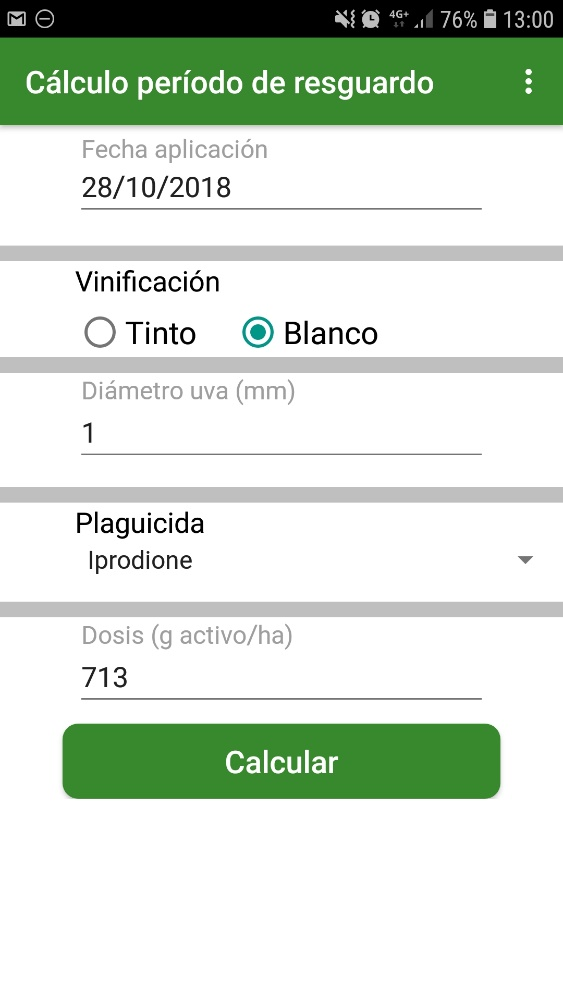 4G+ 76% 13:00
Cálculo período de resguardo
Fecha aplicación
28/10/2018
Vinificación
Tinto Blanco
Diámetro uva (mm)
1
Plaguicida
Iprodione
Dosis (g activo/ha)
713
Calcular